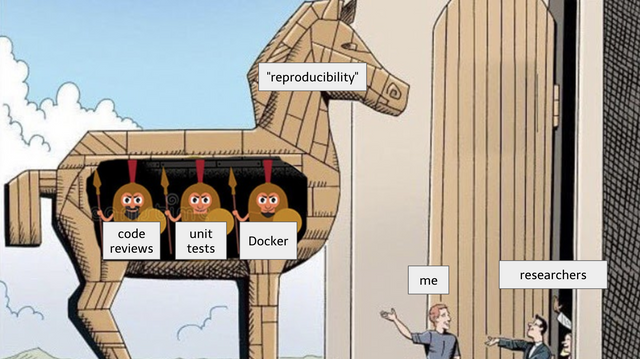 "reproducibility"
code
reviews
unit
tests
Docker
me
researchers